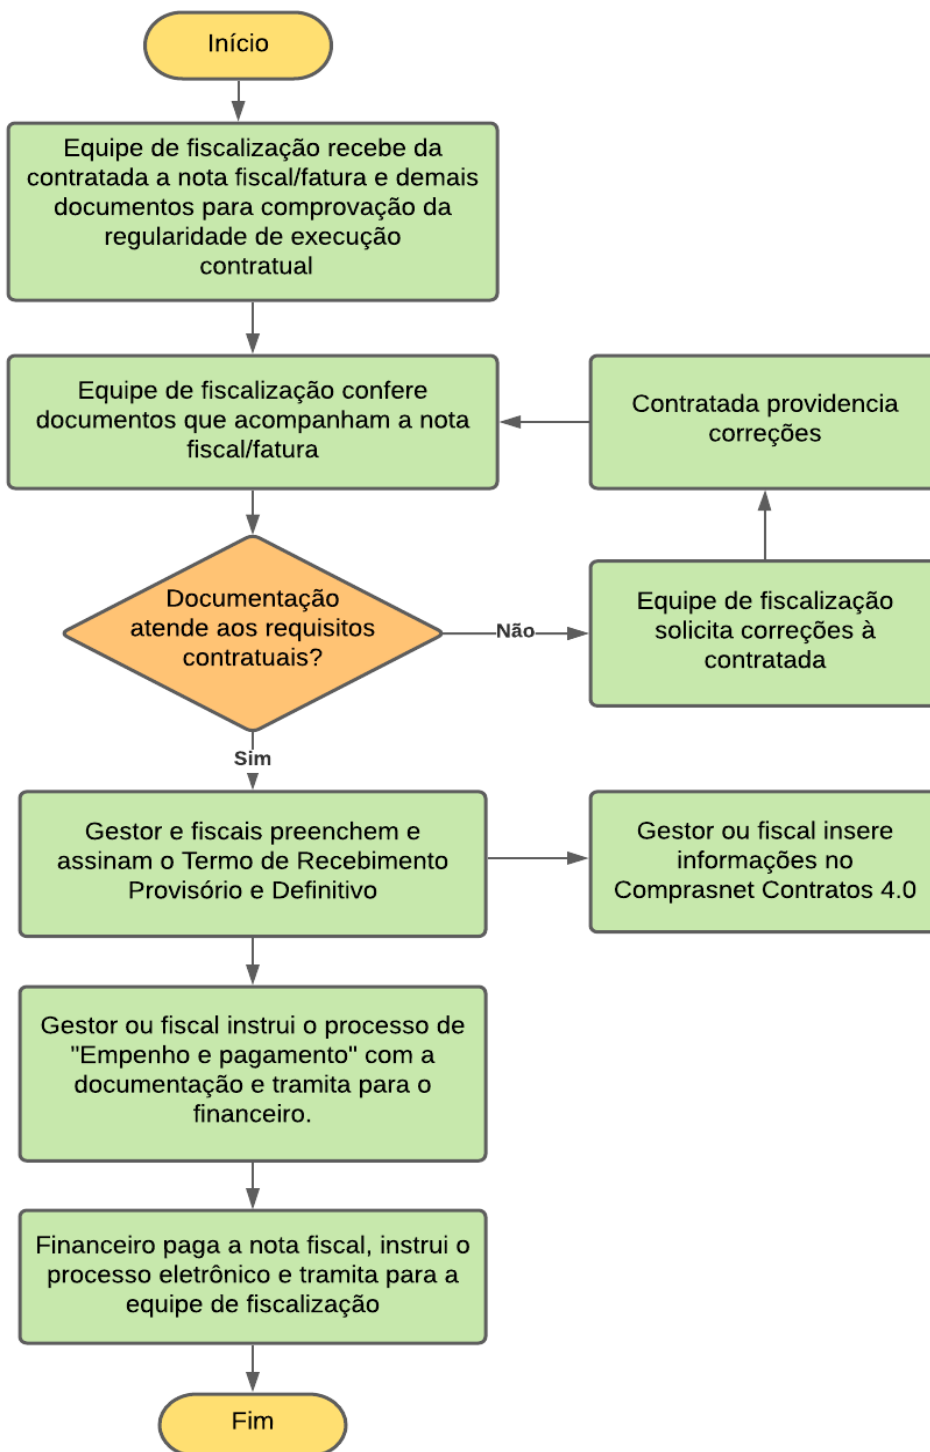 Início
Equipe de fiscalização recebe da
contratada a nota fiscal/fatura e demais
documentos para comprovação da
regularidade de execução
contratual
Equipe de fiscalização confere
documentos que acompanham a nota
fiscal/fatura
Contratada providencia
correções
Documentação
atende aos requisitos
contratuais?
Não
Equipe de fiscalização
solicita correções à
contratada
Sim
Gestor e fiscais preenchem e
assinam o Termo de Recebimento
Provisório e Definitivo
Gestor ou fiscal insere
informações no
Comprasnet Contratos 4.0
Gestor ou fiscal instrui o processo de
"Empenho e pagamento" com a
documentação e tramita para o
financeiro.
Financeiro paga a nota fiscal, instrui o
processo eletrônico e tramita para a
equipe de fiscalização
Fim